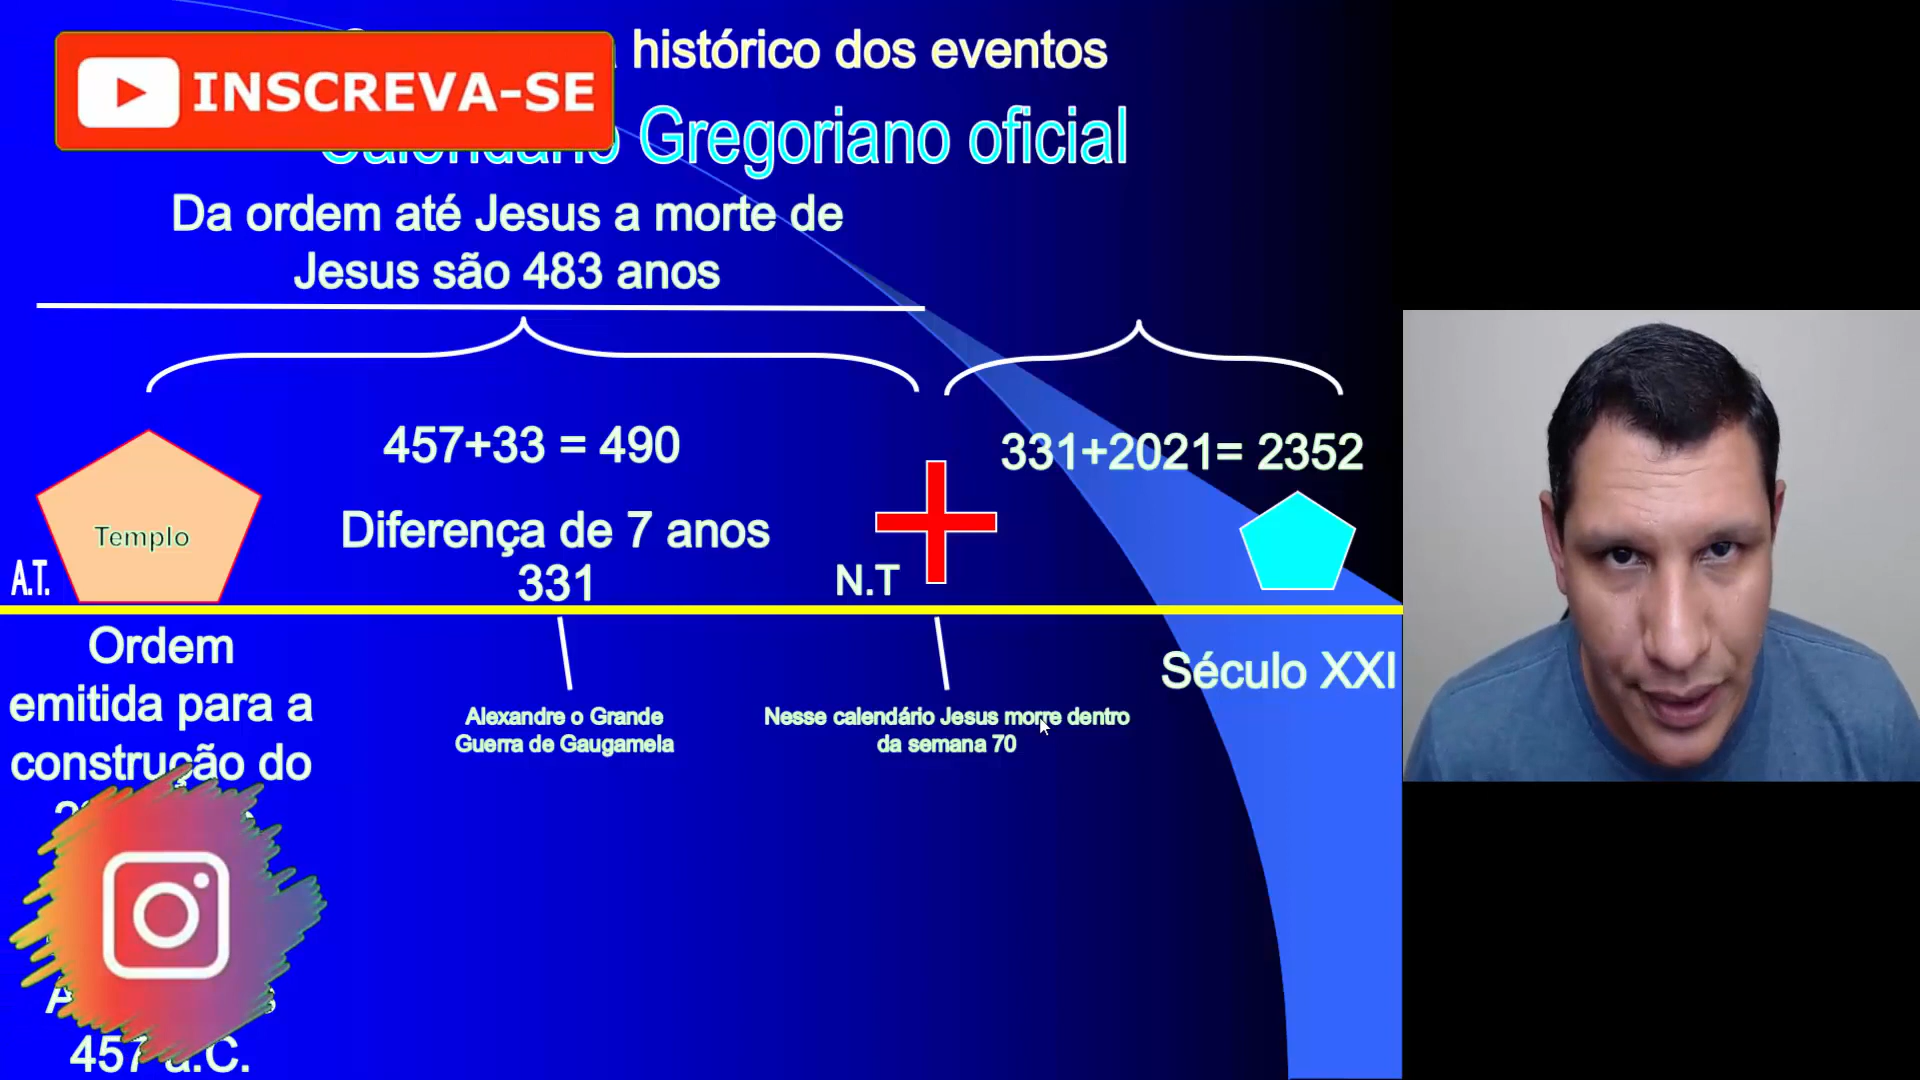 INSCREVA-SE
histórico dos eventos
Gregoriano oficial
Da ordem até Jesus a morte de
Jesus são 483 anos
457+33 = 490
331+2021= 2352
Templo
Diferença de 7 anos
331
A.T.
N.T
Ordem
emitida para a
construção do
457 a.C.
Alexandre o Grande
Guerra de Gaugamela
Nesse calendário Jesus morre dentro
da semana 70
Século XXI